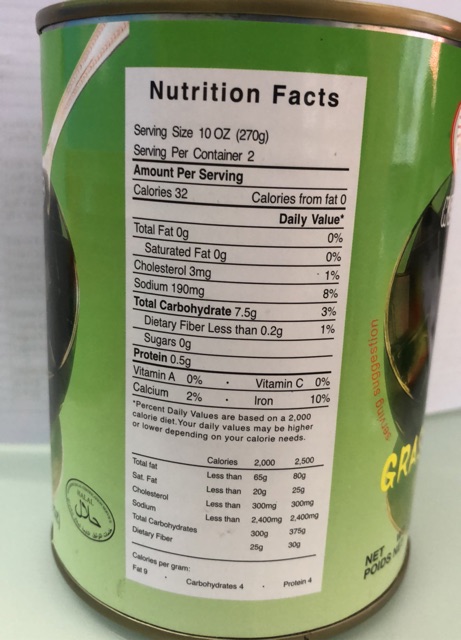 Nutrition Facts
Serving Size 10 OZ (270g)
Serving Per Container 2
Amount Per Serving
Calories 32 Calories from fat 0
Daily Value*
Total Fat 0g 0%
Saturated Fat 0g 0%
Cholesterol 3mg 1%
Sodium 190mg 8%
Total Carbohydrate 7.5g 3%
Dietary Fiber Less than 0.2g 1%
Sugars 0g
Protein 0.5g
Vitamin A 0% · Vitamin C 0%
Calcium 2% · Iron 10%
*Percent Daily Values are based on a 2,000
calorie diet.Your daily values may be higher
or lower depending on your calorie needs.
Calories 2,000 2,500
Total fat Less than 65g 80g
Sat. Fat Less than 20g 25g
Cholesterol Less than 300mg 300mg
Sodium Less than 2,400mg 2,400mg
Total Carbohydrates 300g 375g
Dietary Fiber 25g 30g
Calories per gram:
Fat 9 · Carbohydrates 4 · Protein 4
HALAL
حلال
serving suggestion
GRA
NET
POIDS N